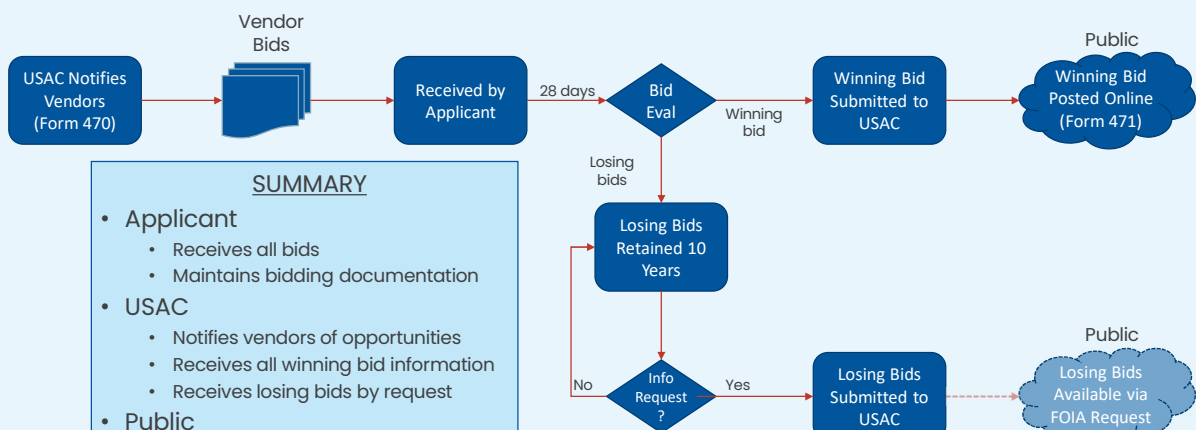 Vendor
Bids
Public
USAC Notifies
Vendors
(Form 470)
Received by
Applicant
28 days
Bid
Eval
Winning
bid
Winning Bid
Submitted to
USAC
Winning Bid
Posted Online
(Form 471)
Losing
bids
SUMMARY
• Applicant
• Receives all bids
• Maintains bidding documentation
• USAC
• Notifies vendors of opportunities
• Receives all winning bid information
• Receives losing bids by request
• Public
Losing Bids
Retained 10
Years
No
Info
Request
?
Yes
Losing Bids
Submitted to
USAC
Public
Losing Bids
Available via
FOIA Request